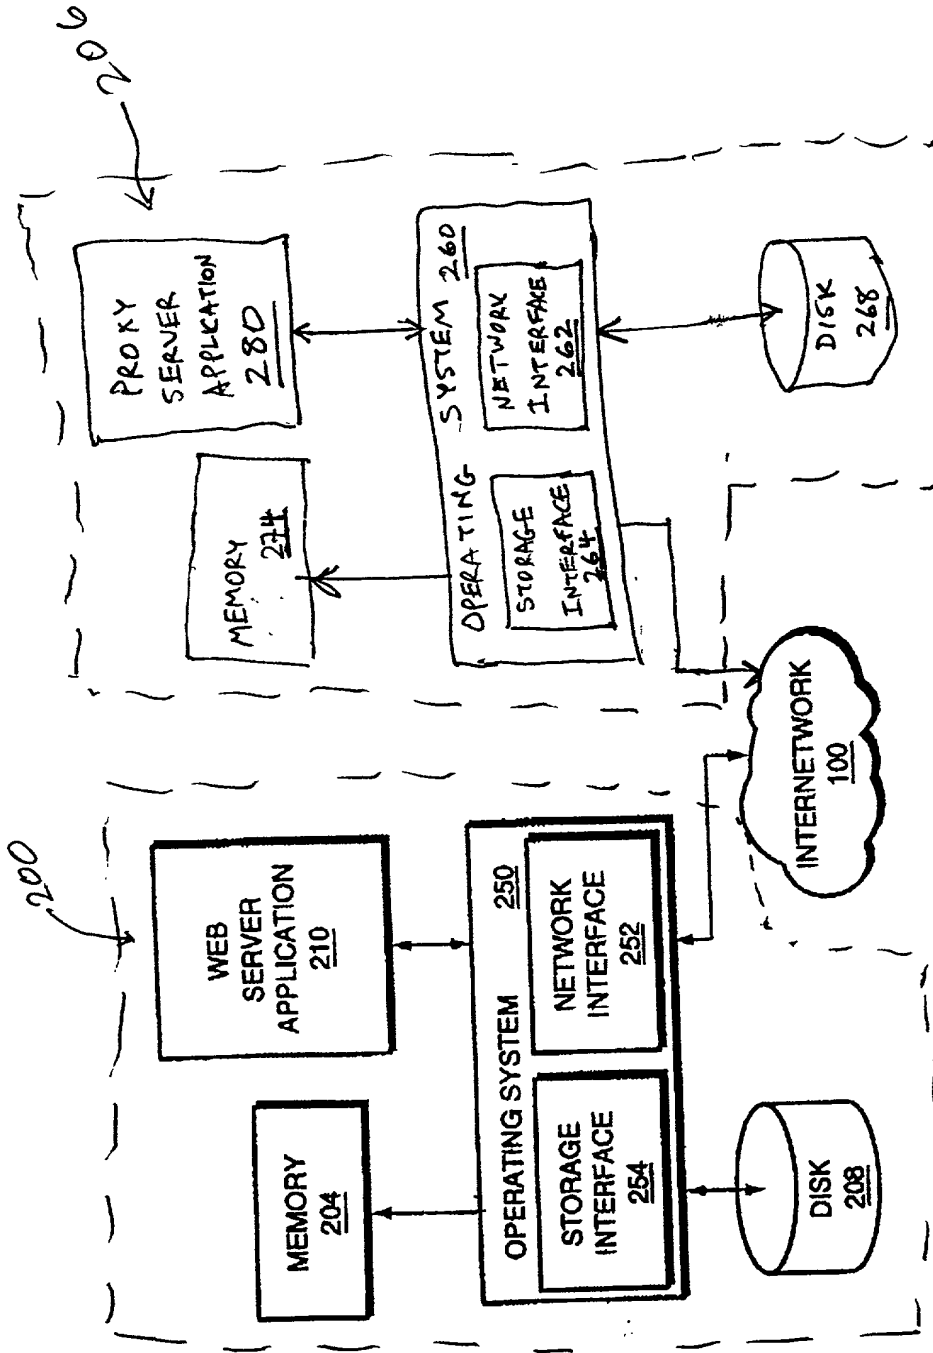 200
WEB
SERVER
APPLICATION
210
MEMORY
204
OPERATING SYSTEM 250
STORAGE
INTERFACE
254
NETWORK
INTERFACE
252
DISK
208
INTERNETWORK
100
206
PROXY
SERVER
APPLICATION
280
MEMORY
274
OPERATING SYSTEM 260
STORAGE
INTERFACE
264
NETWORK
INTERFACE
262
DISK
268